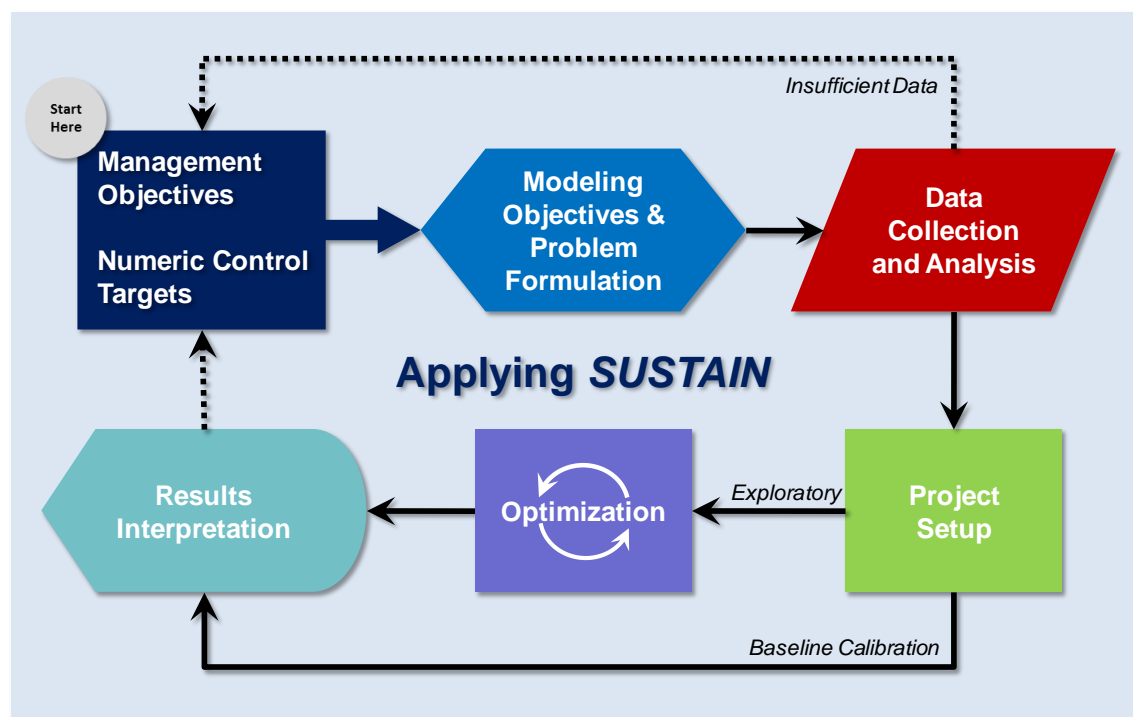 Insufficient Data
Start
Here
Management
Objectives
Numeric Control
Targets
Modeling
Objectives &
Problem
Formulation
Data
Collection
and Analysis
Applying SUSTAIN
Results
Interpretation
Optimization
Exploratory
Project
Setup
Baseline Calibration